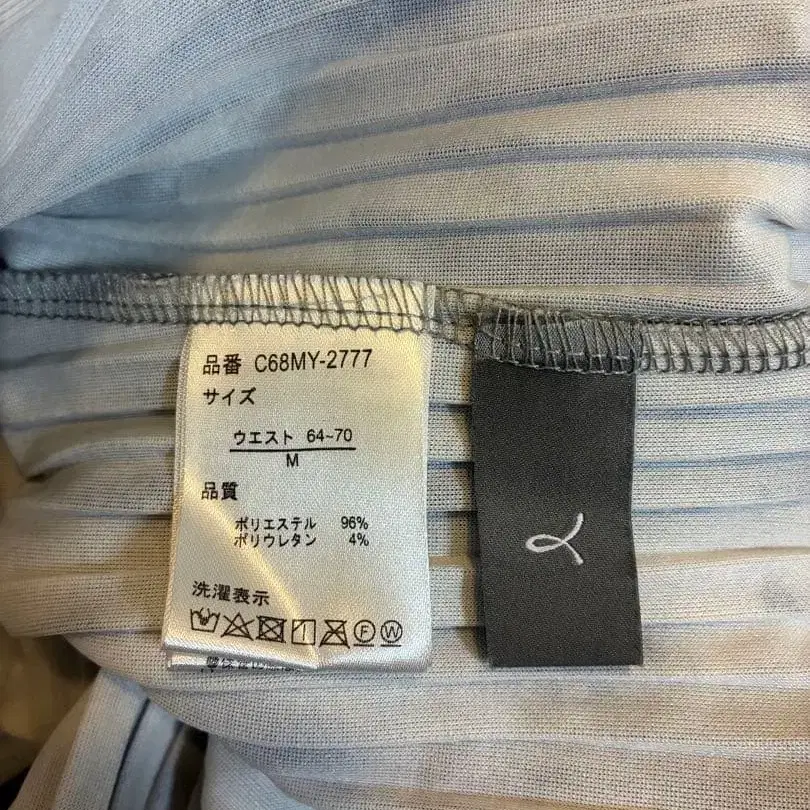 品番 C68MY-2777
サイズ
ウエスト 64~70
M
品質
ポリエステル 96%
ポリウレタン 4%
洗濯表示
F W